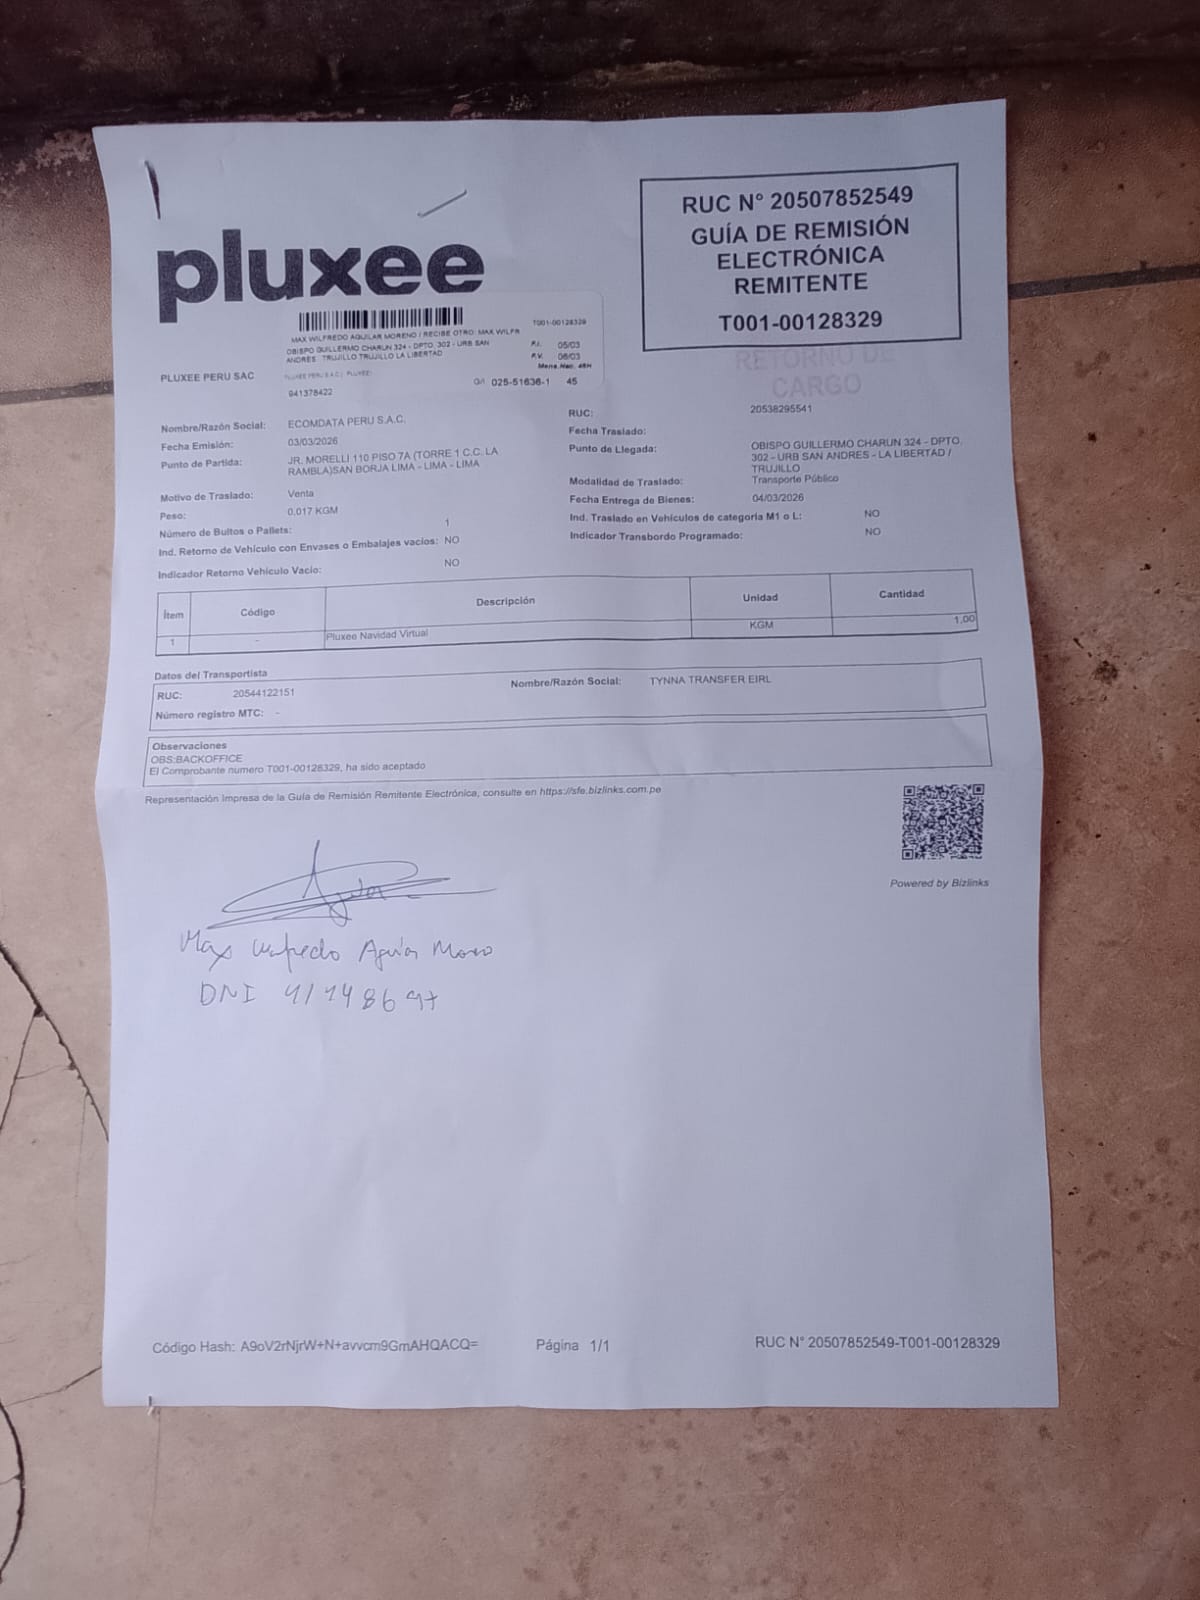 pluxee
RUC N° 20507852549
GUÍA DE REMISIÓN
ELECTRÓNICA
REMITENTE
T001-00128329
RETORNO DE
CARGO
T001-00128329
MAX WILFREDO AQUILAR MORENO / RECIBE OTRO: MAX WILFR
OBISPO GUILLERMO CHARUN 324 - DPTO. 302 - URB SAN
ANDRES TRUJILLO TRUJILLO LA LIBERTAD
P.I. 05/03
P.V. 06/03
Mens.Nac. 48H
PLUXEE PERU SAC
PLUXEE PERU S.A.C | PLUXEE
G/I 025-51636-1 45
941378422
Nombre/Razón Social: ECOMDATA PERU S.A.C.
Fecha Emisión: 03/03/2026
Punto de Partida: JR. MORELLI 110 PISO 7A (TORRE 1 C.C. LA
RAMBLA)SAN BORJA LIMA - LIMA - LIMA
Motivo de Traslado: Venta
Peso: 0,017 KGM
Número de Bultos o Pallets: 1
Ind. Retorno de Vehículo con Envases o Embalajes vacíos: NO
Indicador Retorno Vehículo Vacío: NO
RUC: 20538295541
Fecha Traslado:
Punto de Llegada: OBISPO GUILLERMO CHARUN 324 - DPTO.
302 - URB SAN ANDRES - LA LIBERTAD /
TRUJILLO
Modalidad de Traslado: Transporte Público
Fecha Entrega de Bienes: 04/03/2026
Ind. Traslado en Vehículos de categoría M1 o L: NO
Indicador Transbordo Programado: NO
Ítem Código Descripción Unidad Cantidad
1 - Pluxee Navidad Virtual KGM 1,00
Datos del Transportista
RUC: 20544122151 Nombre/Razón Social: TYNNA TRANSFER EIRL
Número registro MTC: -
Observaciones
OBS:BACKOFFICE
El Comprobante numero T001-00128329, ha sido aceptado
Representación Impresa de la Guía de Remisión Remitente Electrónica, consulte en https://sfe.bizlinks.com.pe
Powered by Bizlinks
Max
DNI
Código Hash: A9oV2rNjrW+N+avvcm9GmAHQACQ= Página 1/1 RUC N° 20507852549-T001-00128329